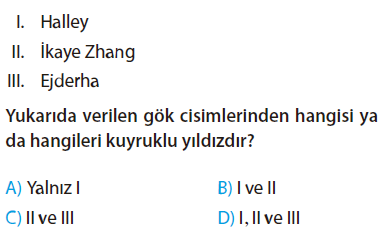 I. Halley
II. İkaye Zhang
III. Ejderha
Yukarıda verilen gök cisimlerinden hangisi ya
da hangileri kuyruklu yıldızdır?
A) Yalnız I B) I ve II
C) II ve III D) I, II ve III